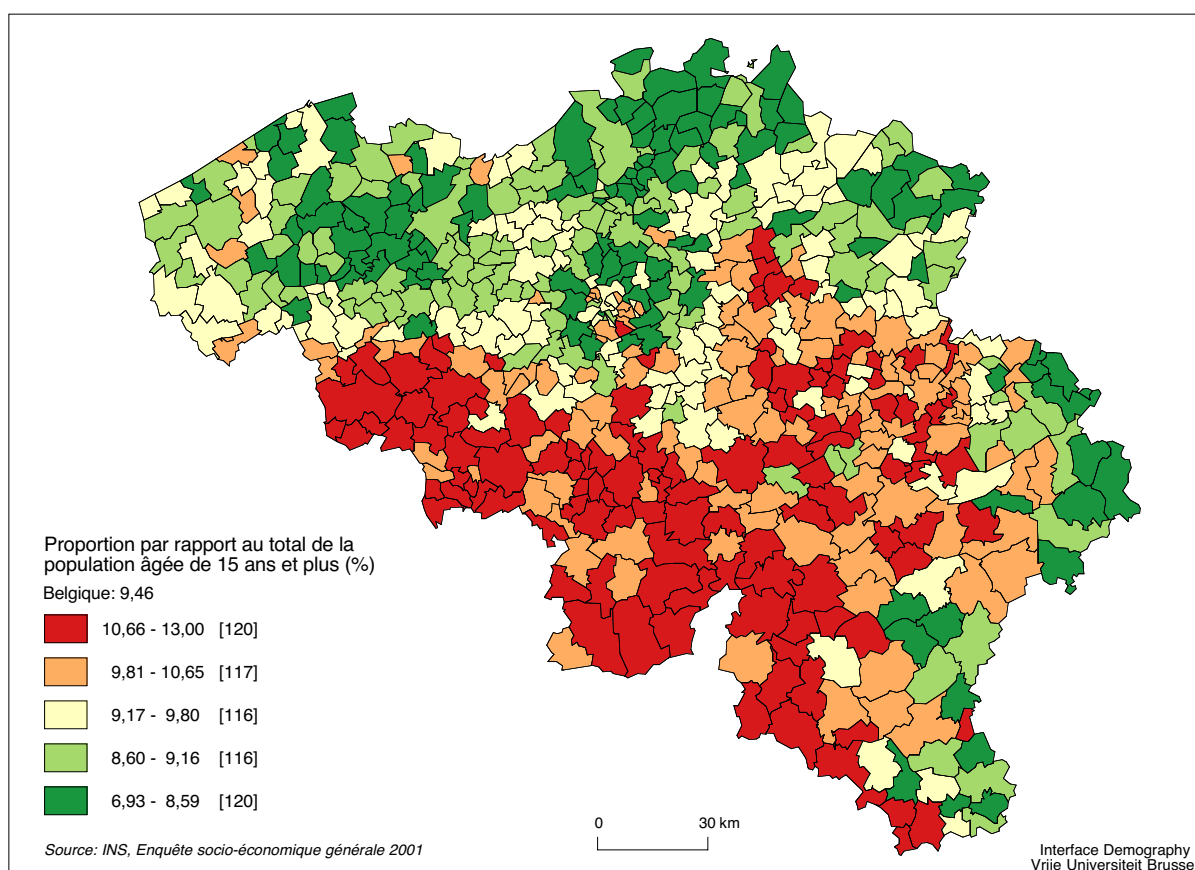 Proportion par rapport au total de la
population âgée de 15 ans et plus (%)
Belgique: 9,46
10,66 - 13,00 [120]
9,81 - 10,65 [117]
9,17 - 9,80 [116]
8,60 - 9,16 [116]
6,93 - 8,59 [120]
0 30 km
Source: INS, Enquête socio-économique générale 2001
Interface Demography
Vrije Universiteit Brusse